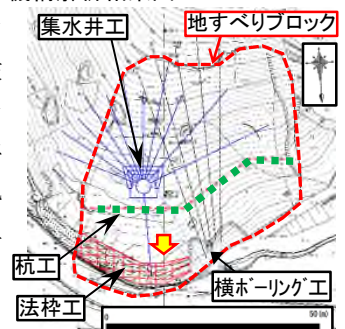 集水井工
地すべりブロック
杭工
法枠工
横ボーリング工
50(m)